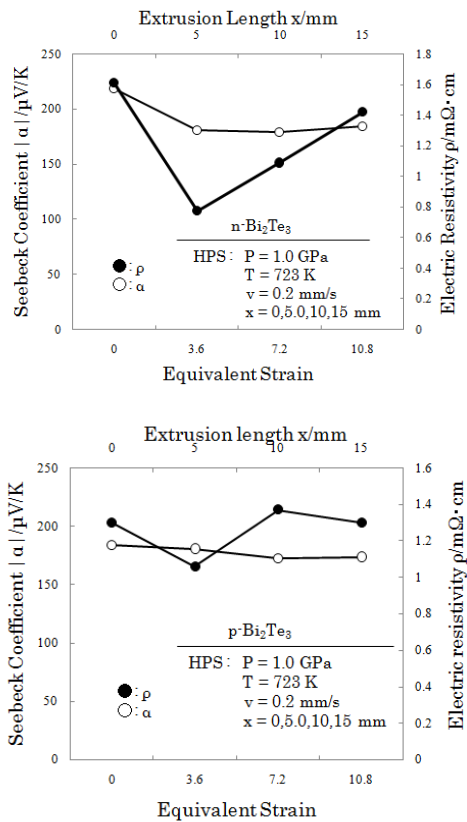 Extrusion Length x/mm
0 5 10 15
Seebeck Coefficient | α | /µV/K
250
200
150
100
50
0
1.8
1.6
1.4
1.2
1
0.8
0.6
0.4
0.2
0
Electric Resistivity ρ/mΩ·cm
n-Bi₂Te₃
HPS : P = 1.0 GPa
T = 723 K
v = 0.2 mm/s
x = 0,5.0,10,15 mm
: ρ
: α
0 3.6 7.2 10.8
Equivalent Strain
Extrusion length x/mm
0 5 10 15
Seebeck Coefficient | α | /µV/K
250
200
150
100
50
0
1.6
1.4
1.2
1
0.8
0.6
0.4
0.2
0
Electric resistivity ρ/mΩ·cm
p-Bi₂Te₃
HPS : P = 1.0 GPa
T = 723 K
v = 0.2 mm/s
x = 0,5.0,10,15 mm
: ρ
: α
0 3.6 7.2 10.8
Equivalent Strain